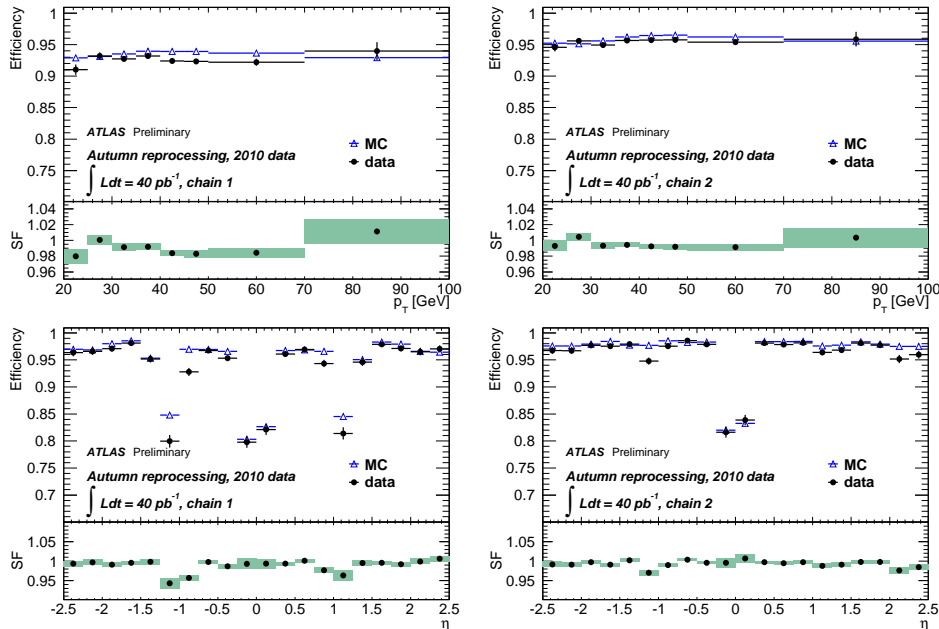 Efficiency
1
0.95
0.9
0.85
0.8
0.75
ATLAS Preliminary
MC
data
Autumn reprocessing, 2010 data
∫ Ldt = 40 pb⁻¹, chain 1
SF
1.04
1.02
1
0.98
0.96
20 30 40 50 60 70 80 90 100
p_T [GeV]
Efficiency
1
0.95
0.9
0.85
0.8
0.75
ATLAS Preliminary
MC
data
Autumn reprocessing, 2010 data
∫ Ldt = 40 pb⁻¹, chain 2
SF
1.04
1.02
1
0.98
0.96
20 30 40 50 60 70 80 90 100
p_T [GeV]
Efficiency
1
0.95
0.9
0.85
0.8
0.75
0.7
ATLAS Preliminary
MC
data
Autumn reprocessing, 2010 data
∫ Ldt = 40 pb⁻¹, chain 1
SF
1.05
1
0.95
-2.5 -2 -1.5 -1 -0.5 0 0.5 1 1.5 2 2.5
η
Efficiency
1
0.95
0.9
0.85
0.8
0.75
0.7
ATLAS Preliminary
MC
data
Autumn reprocessing, 2010 data
∫ Ldt = 40 pb⁻¹, chain 2
SF
1.05
1
0.95
-2.5 -2 -1.5 -1 -0.5 0 0.5 1 1.5 2 2.5
η